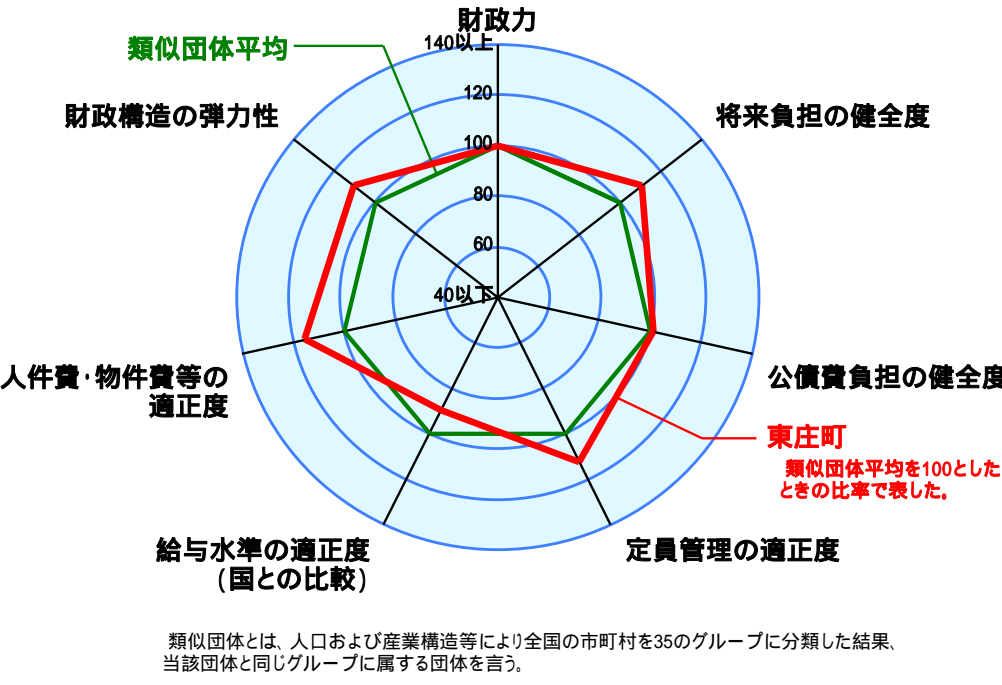 財政力
140以上
類似団体平均
120
財政構造の弾力性
将来負担の健全度
100
80
60
40以下
人件費・物件費等の
適正度
公債費負担の健全度
東庄町
類似団体平均を100とした
ときの比率で表した。
給与水準の適正度
(国との比較)
定員管理の適正度
類似団体とは、人口および産業構造等により全国の市町村を35のグループに分類した結果、
当該団体と同じグループに属する団体を言う。